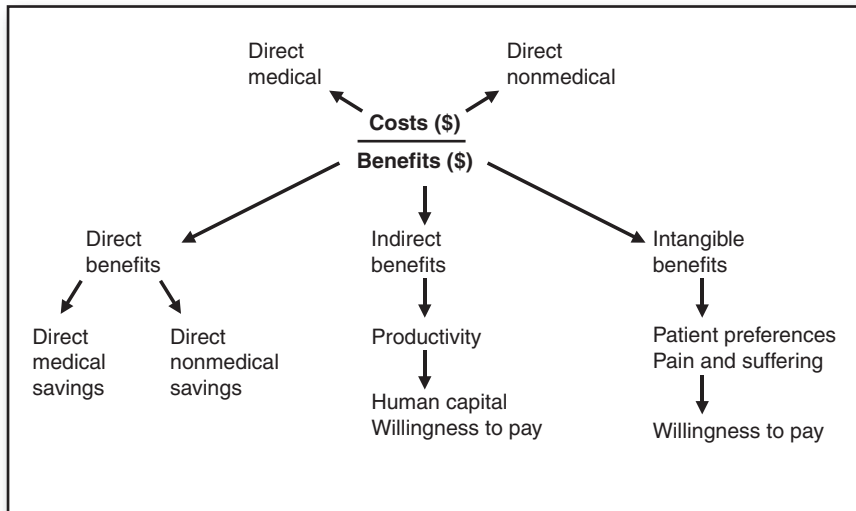 Direct
medical
Direct
nonmedical
Costs ($)
Benefits ($)
Direct
benefits
Indirect
benefits
Intangible
benefits
Direct
medical
savings
Direct
nonmedical
savings
Productivity
Patient preferences
Pain and suffering
Human capital
Willingness to pay
Willingness to pay